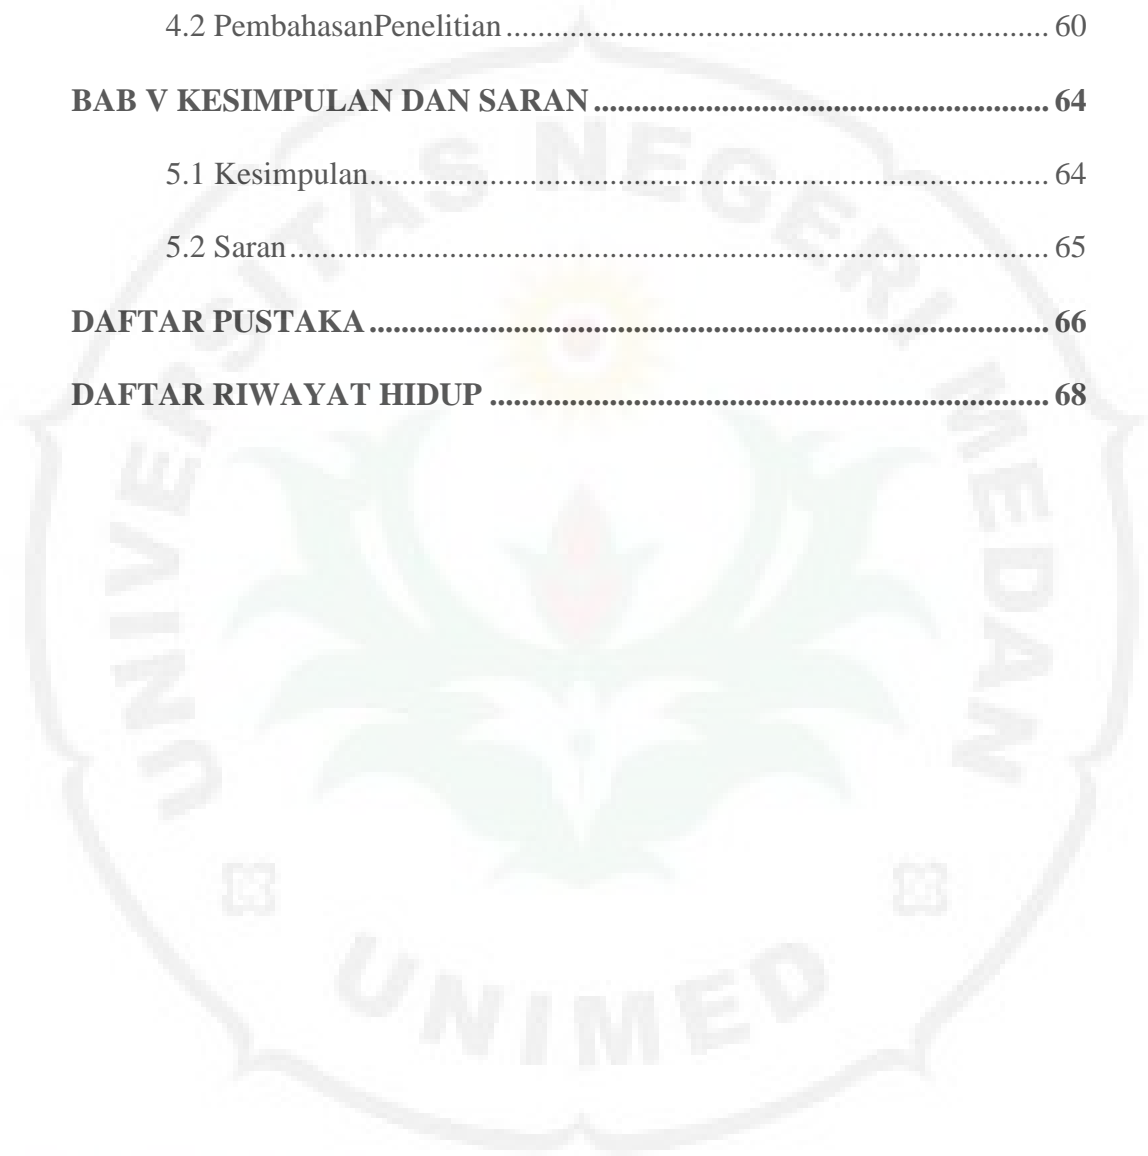 4.2 PembahasanPenelitian ........................................................................ 60
BAB V KESIMPULAN DAN SARAN ......................................................... 64
5.1 Kesimpulan..................................................................................... 64
5.2 Saran ............................................................................................... 65
DAFTAR PUSTAKA ..................................................................................... 66
DAFTAR RIWAYAT HIDUP ...................................................................... 68
UNIVERSITAS NEGERI MEDAN
UNIMED